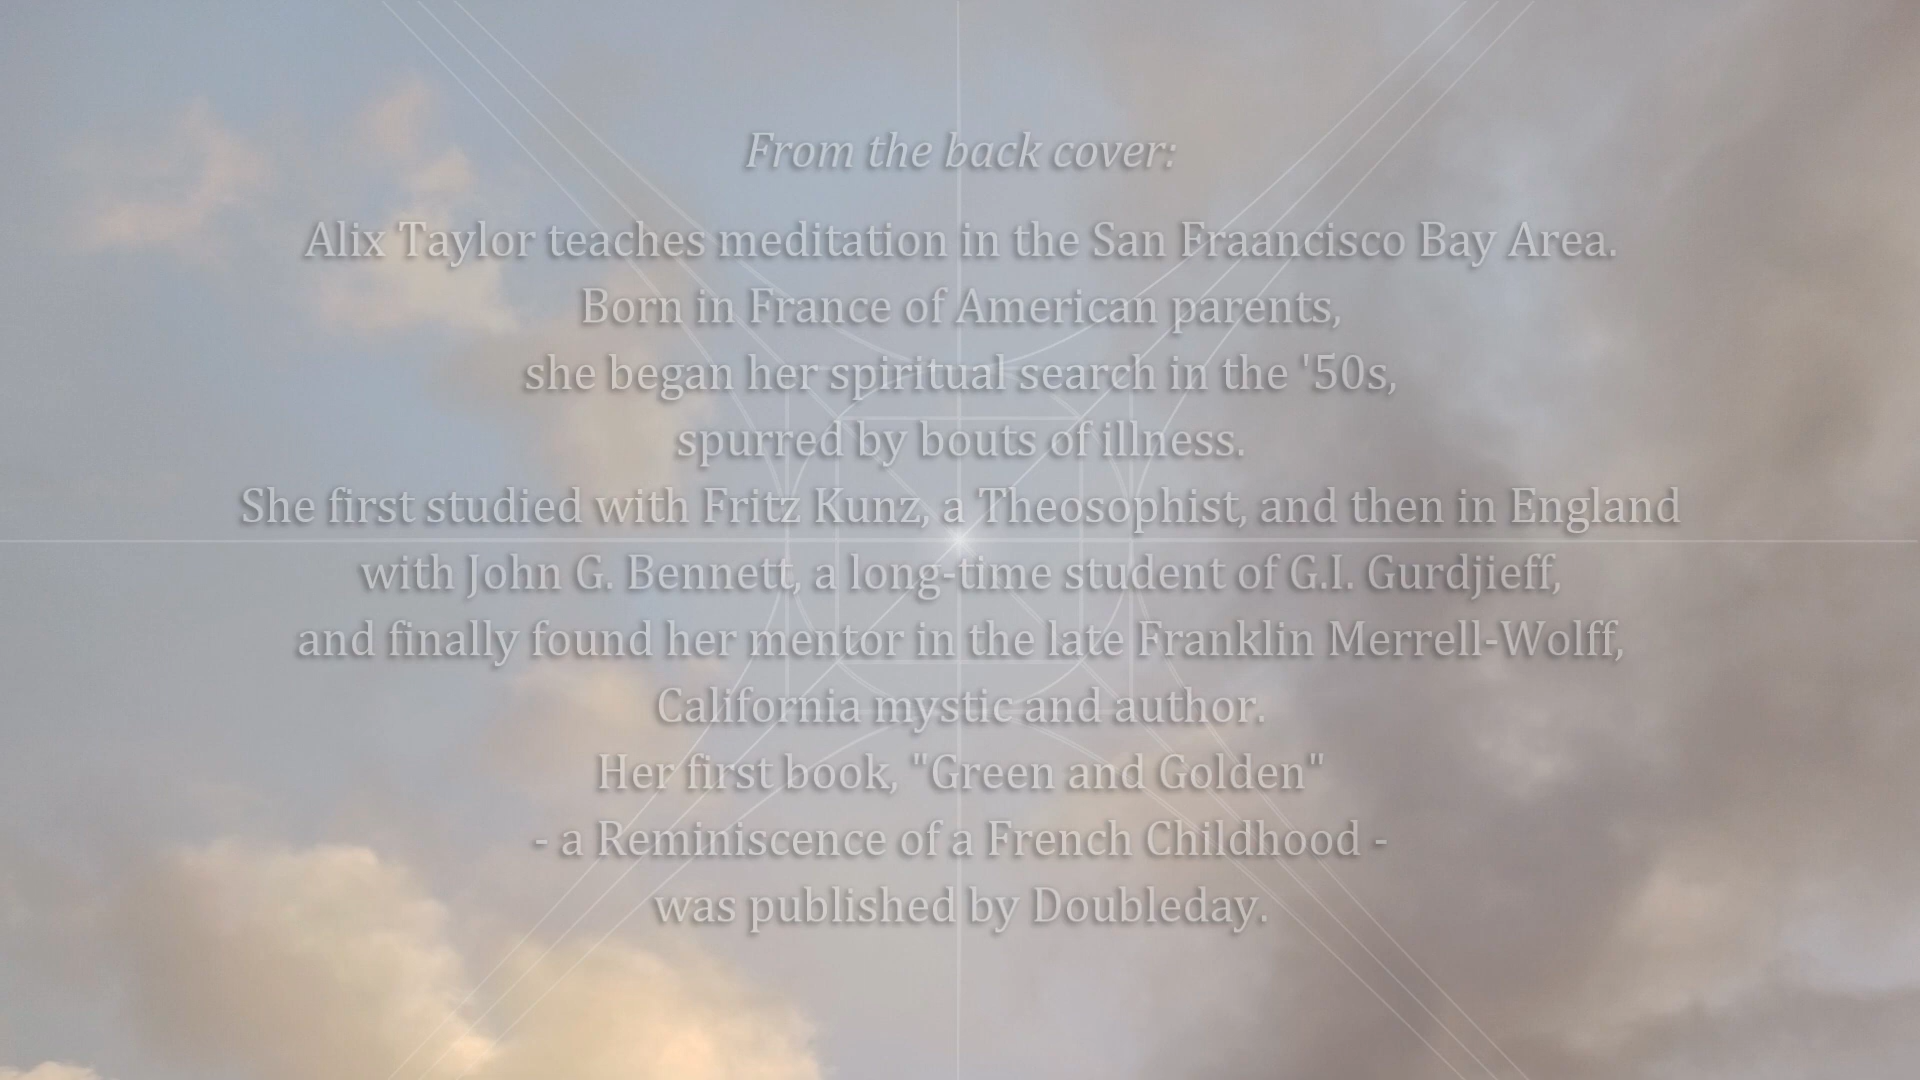 From the back cover:
Alix Taylor teaches meditation in the San Fraancisco Bay Area.
Born in France of American parents,
she began her spiritual search in the '50s,
spurred by bouts of illness.
She first studied with Fritz Kunz, a Theosophist, and then in England
with John G. Bennett, a long-time student of G.I. Gurdjieff,
and finally found her mentor in the late Franklin Merrell-Wolff,
California mystic and author.
Her first book, "Green and Golden"
- a Reminiscence of a French Childhood -
was published by Doubleday.